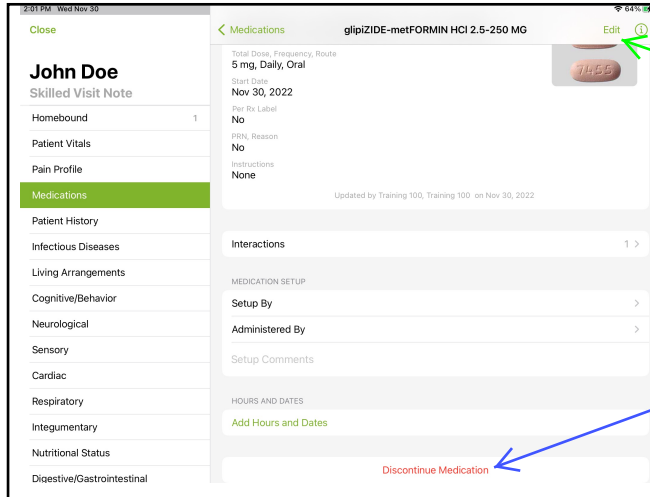 2:01 PM Wed Nov 30
64%
Close
Medications
glipiZIDE-metFORMIN HCl 2.5-250 MG
Edit
John Doe
Skilled Visit Note
Homebound 1
Patient Vitals
Pain Profile
Medications
Patient History
Infectious Diseases
Living Arrangements
Cognitive/Behavior
Neurological
Sensory
Cardiac
Respiratory
Integumentary
Nutritional Status
Digestive/Gastrointestinal
Total Dose, Frequency, Route
5 mg, Daily, Oral
7455
Start Date
Nov 30, 2022
Per Rx Label
No
PRN, Reason
No
Instructions
None
Updated by Training 100, Training 100 on Nov 30, 2022
Interactions 1
MEDICATION SETUP
Setup By
Administered By
Setup Comments
HOURS AND DATES
Add Hours and Dates
Discontinue Medication